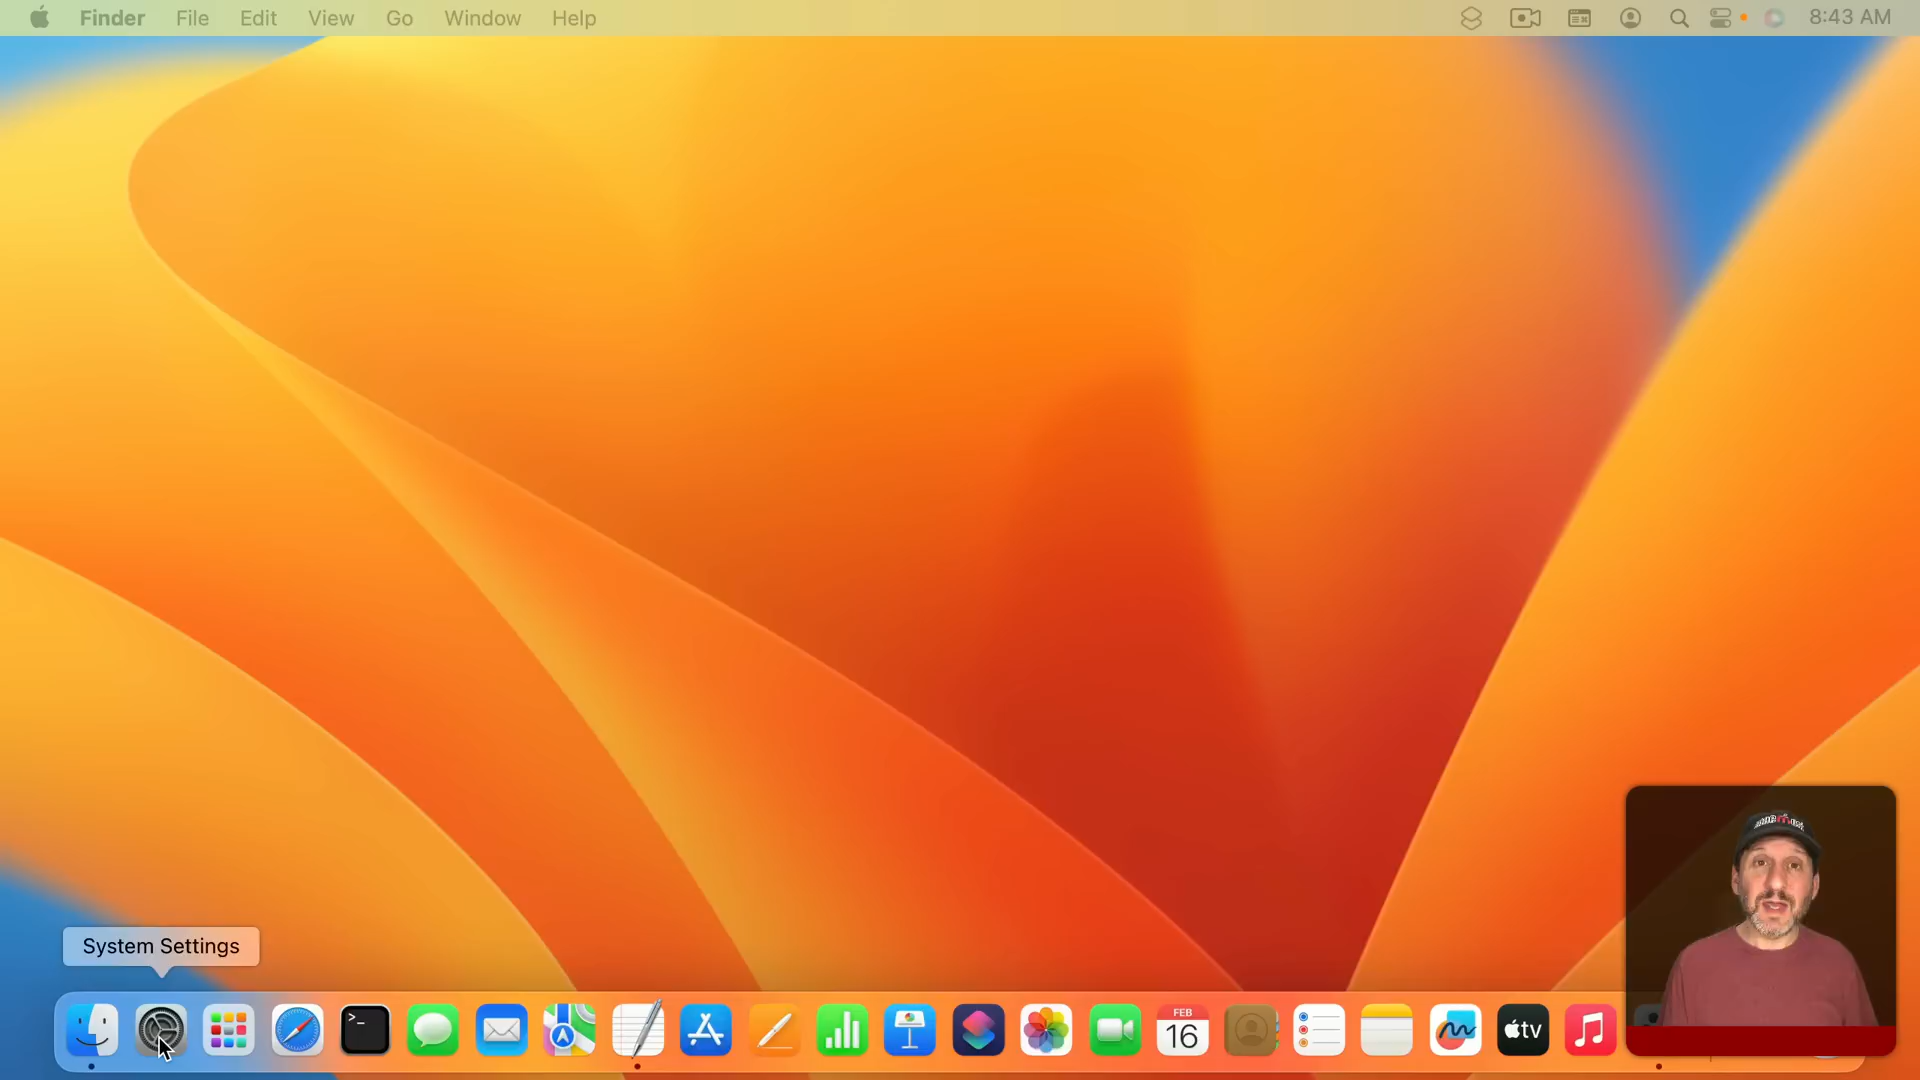 Finder File Edit View Go Window Help 8:43 AM
System Settings
>_
FEB
16
tv